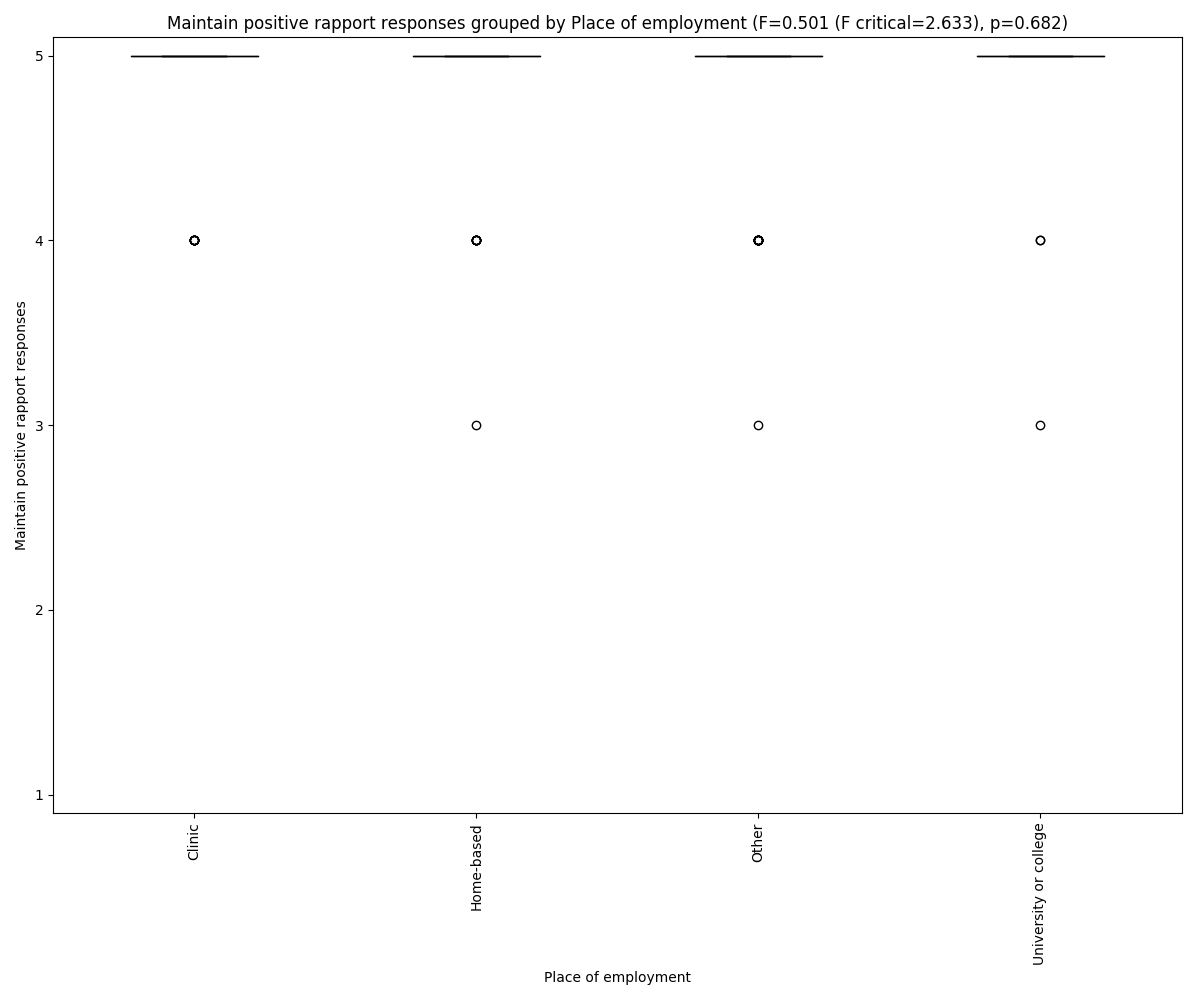 Maintain positive rapport responses grouped by Place of employment (F=0.501 (F critical=2.633), p=0.682)
Maintain positive rapport responses
5
4
3
2
1
Clinic
Home-based
Other
University or college
Place of employment